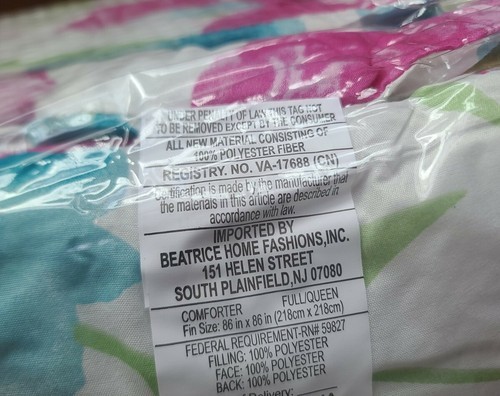 UNDER PENALTY OF LAW THIS TAG NOT
TO BE REMOVED EXCEPT BY THE CONSUMER
ALL NEW MATERIAL CONSISTING OF
100% POLYESTER FIBER
REGISTRY. NO. VA-17688 (CN)
Certification is made by the manufacturer that
the materials in this article are described in
accordance with law.
IMPORTED BY
BEATRICE HOME FASHIONS,INC.
151 HELEN STREET
SOUTH PLAINFIELD,NJ 07080
COMFORTER FULL/QUEEN
Fin Size: 86 in x 86 in (218cm x 218cm)
FEDERAL REQUIREMENT-RN# 59827
FILLING: 100% POLYESTER
FACE: 100% POLYESTER
BACK: 100% POLYESTER
Delivery: